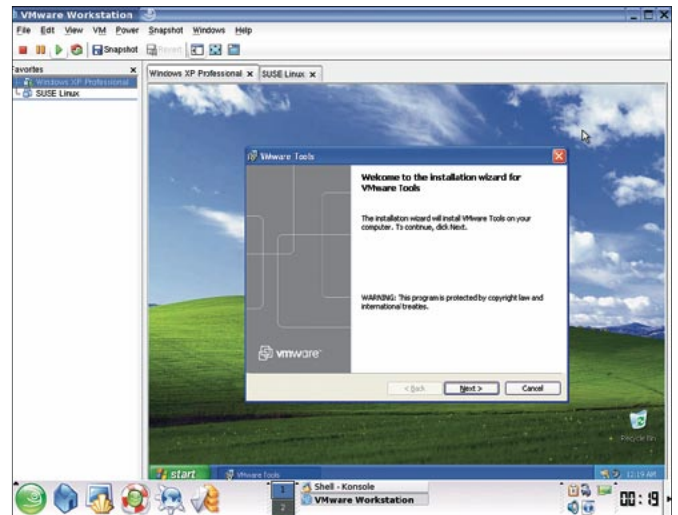 VMware Workstation
File Edit View VM Power Snapshot Windows Help
Snapshot Revert
Favorites x
Windows XP Professional
SUSE Linux
Windows XP Professional x SUSE Linux x
VMware Tools
Welcome to the installation wizard for
VMware Tools
The installation wizard will install VMware Tools on your
computer. To continue, click Next.
WARNING: This program is protected by copyright law and
international treaties.
vmware
< Back Next > Cancel
Recycle Bin
start VMware Tools 12:19 AM
1 Shell - Konsole
2 VMware Workstation
00:19